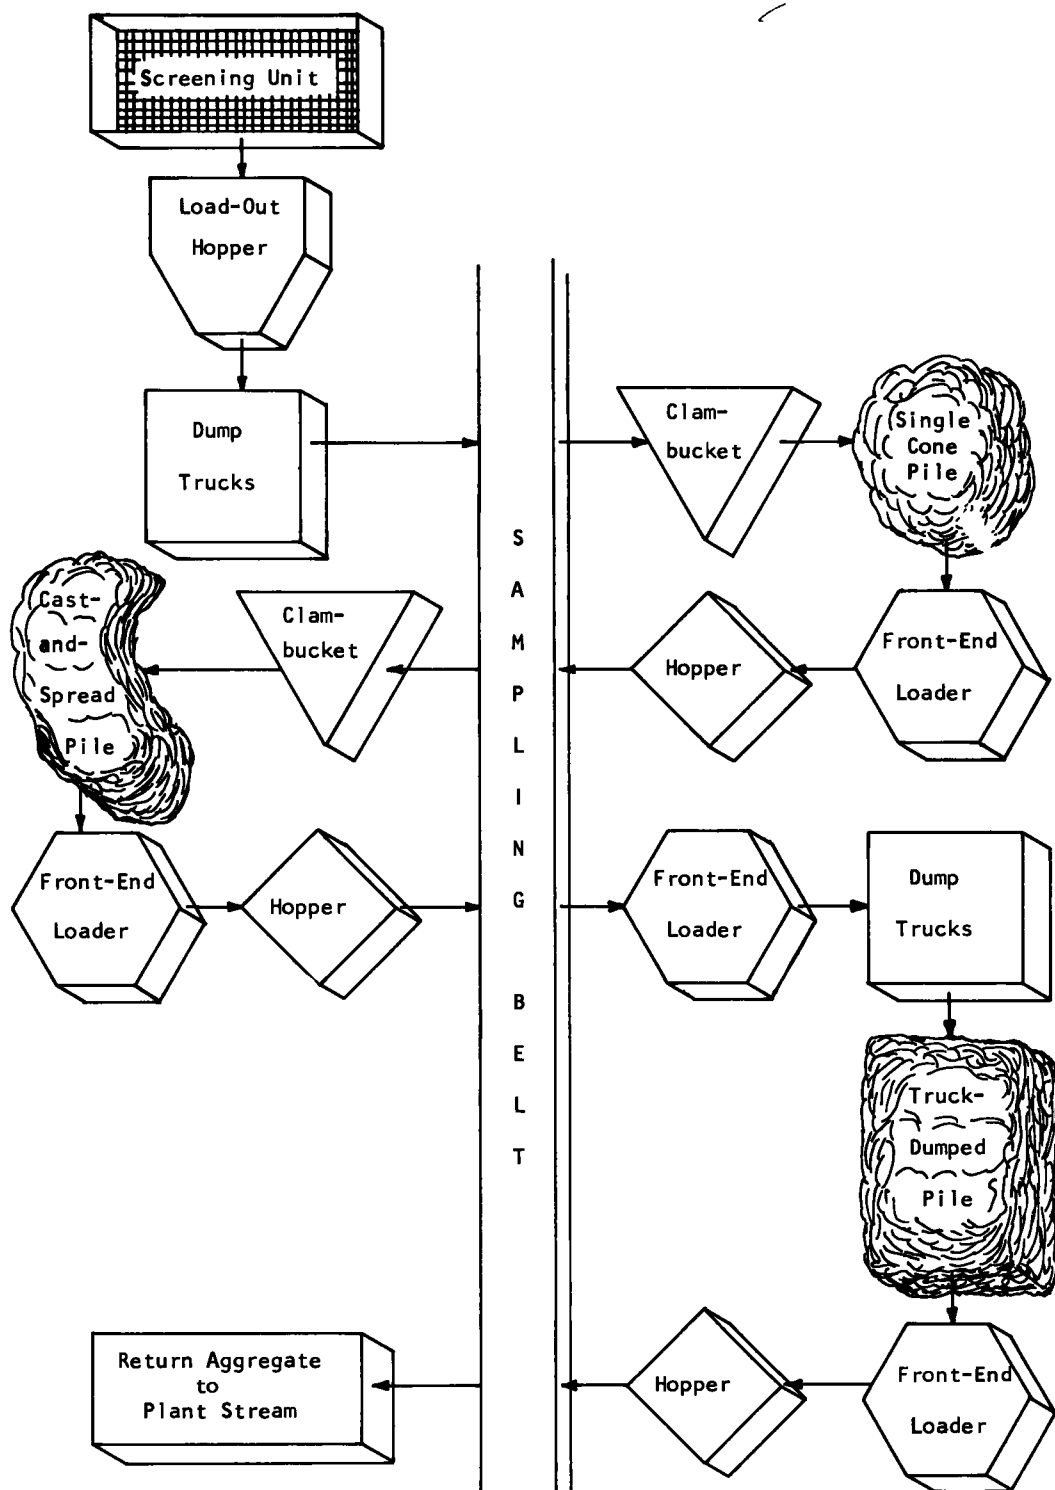 Screening Unit
Load-Out
Hopper
Dump
Trucks
Clam-
bucket
Single
Cone
Pile
Front-End
Loader
Hopper
Clam-
bucket
Cast-
and-
Spread
Pile
Front-End
Loader
Hopper
SAMPLING BELT
Front-End
Loader
Dump
Trucks
Truck-
Dumped
Pile
Front-End
Loader
Hopper
Return Aggregate
to
Plant Stream